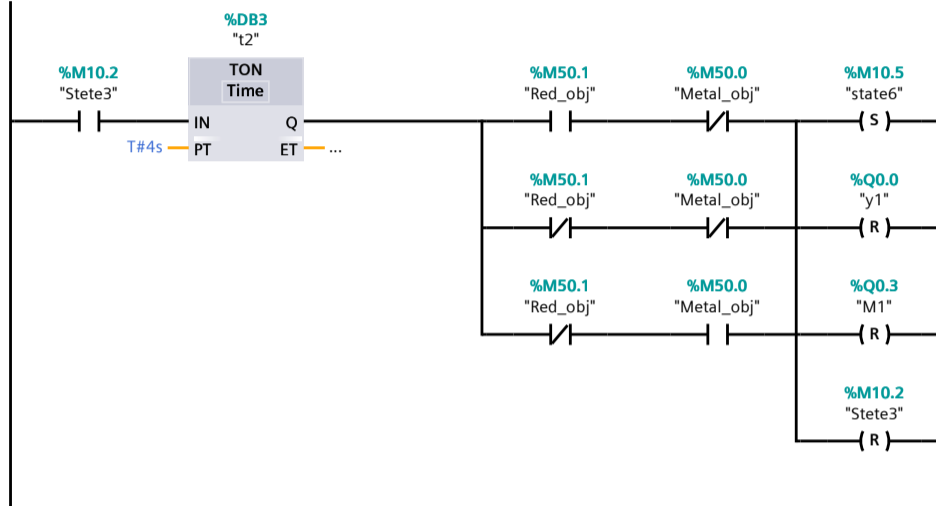 %DB3
"t2"
%M10.2
"Stete3"
TON
Time
IN
Q
T#4s
PT
ET
...
%M50.1
"Red_obj"
%M50.0
"Metal_obj"
%M10.5
"state6"
S
%M50.1
"Red_obj"
%M50.0
"Metal_obj"
%Q0.0
"y1"
R
%M50.1
"Red_obj"
%M50.0
"Metal_obj"
%Q0.3
"M1"
R
%M10.2
"Stete3"
R